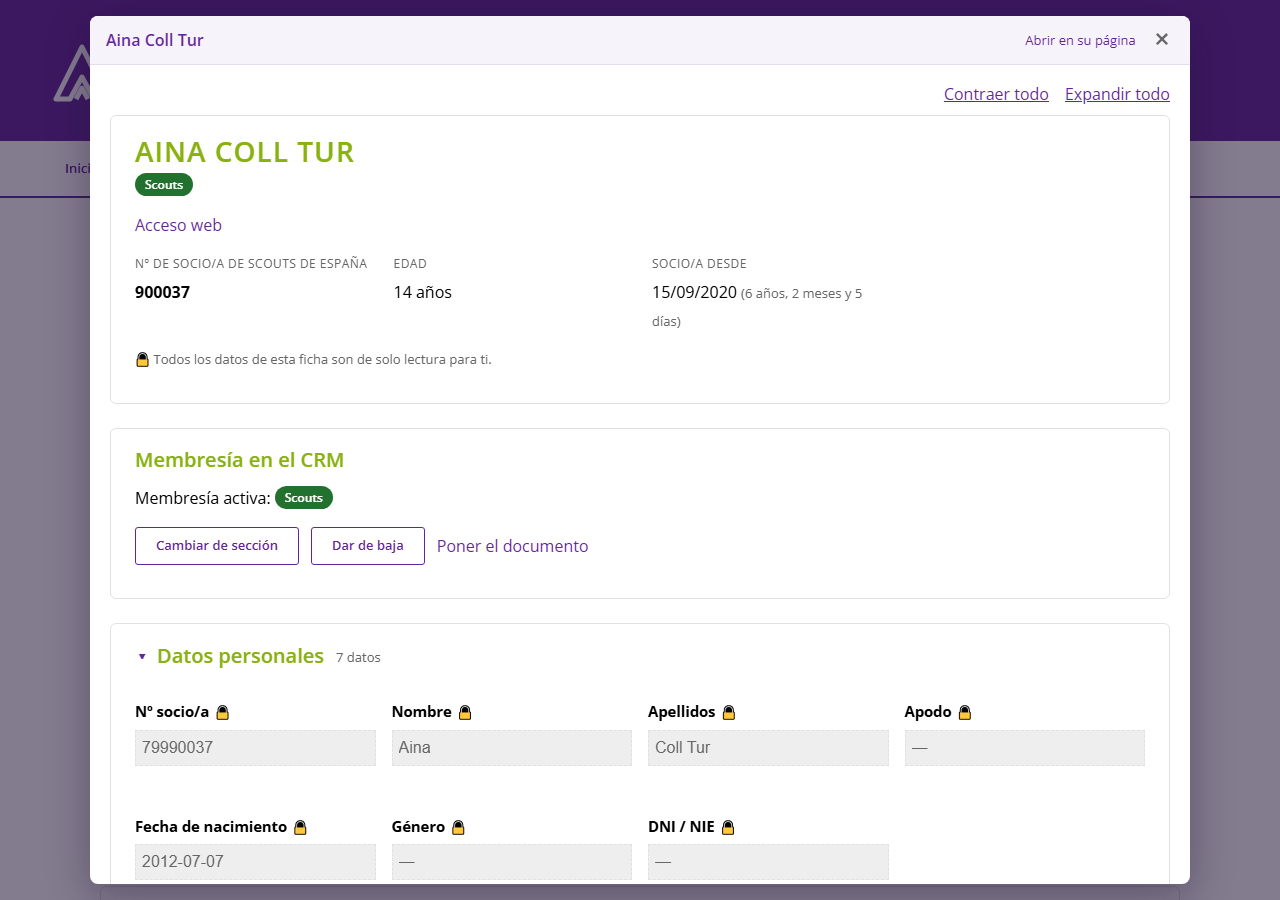 Aina Coll Tur
Abrir en su página ✕
Inici
Contraer todo Expandir todo
AINA COLL TUR
Scouts
Acceso web
Nº DE SOCIO/A DE SCOUTS DE ESPAÑA EDAD SOCIO/A DESDE
900037 14 años 15/09/2020 (6 años, 2 meses y 5
días)
Todos los datos de esta ficha son de solo lectura para ti.
Membresía en el CRM
Membresía activa: Scouts
Cambiar de sección Dar de baja Poner el documento
Datos personales 7 datos
Nº socio/a Nombre Apellidos Apodo
79990037 Aina Coll Tur —
Fecha de nacimiento Género DNI / NIE
2012-07-07 — —